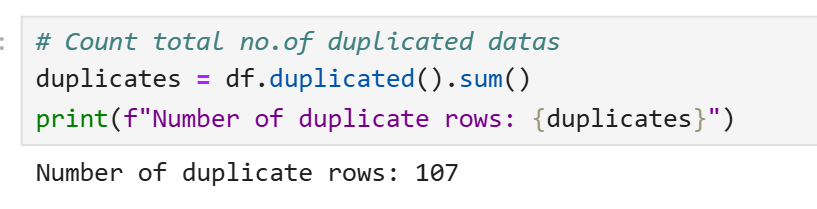 # Count total no.of duplicated datas
duplicates = df.duplicated().sum()
print(f"Number of duplicate rows: {duplicates}")
Number of duplicate rows: 107